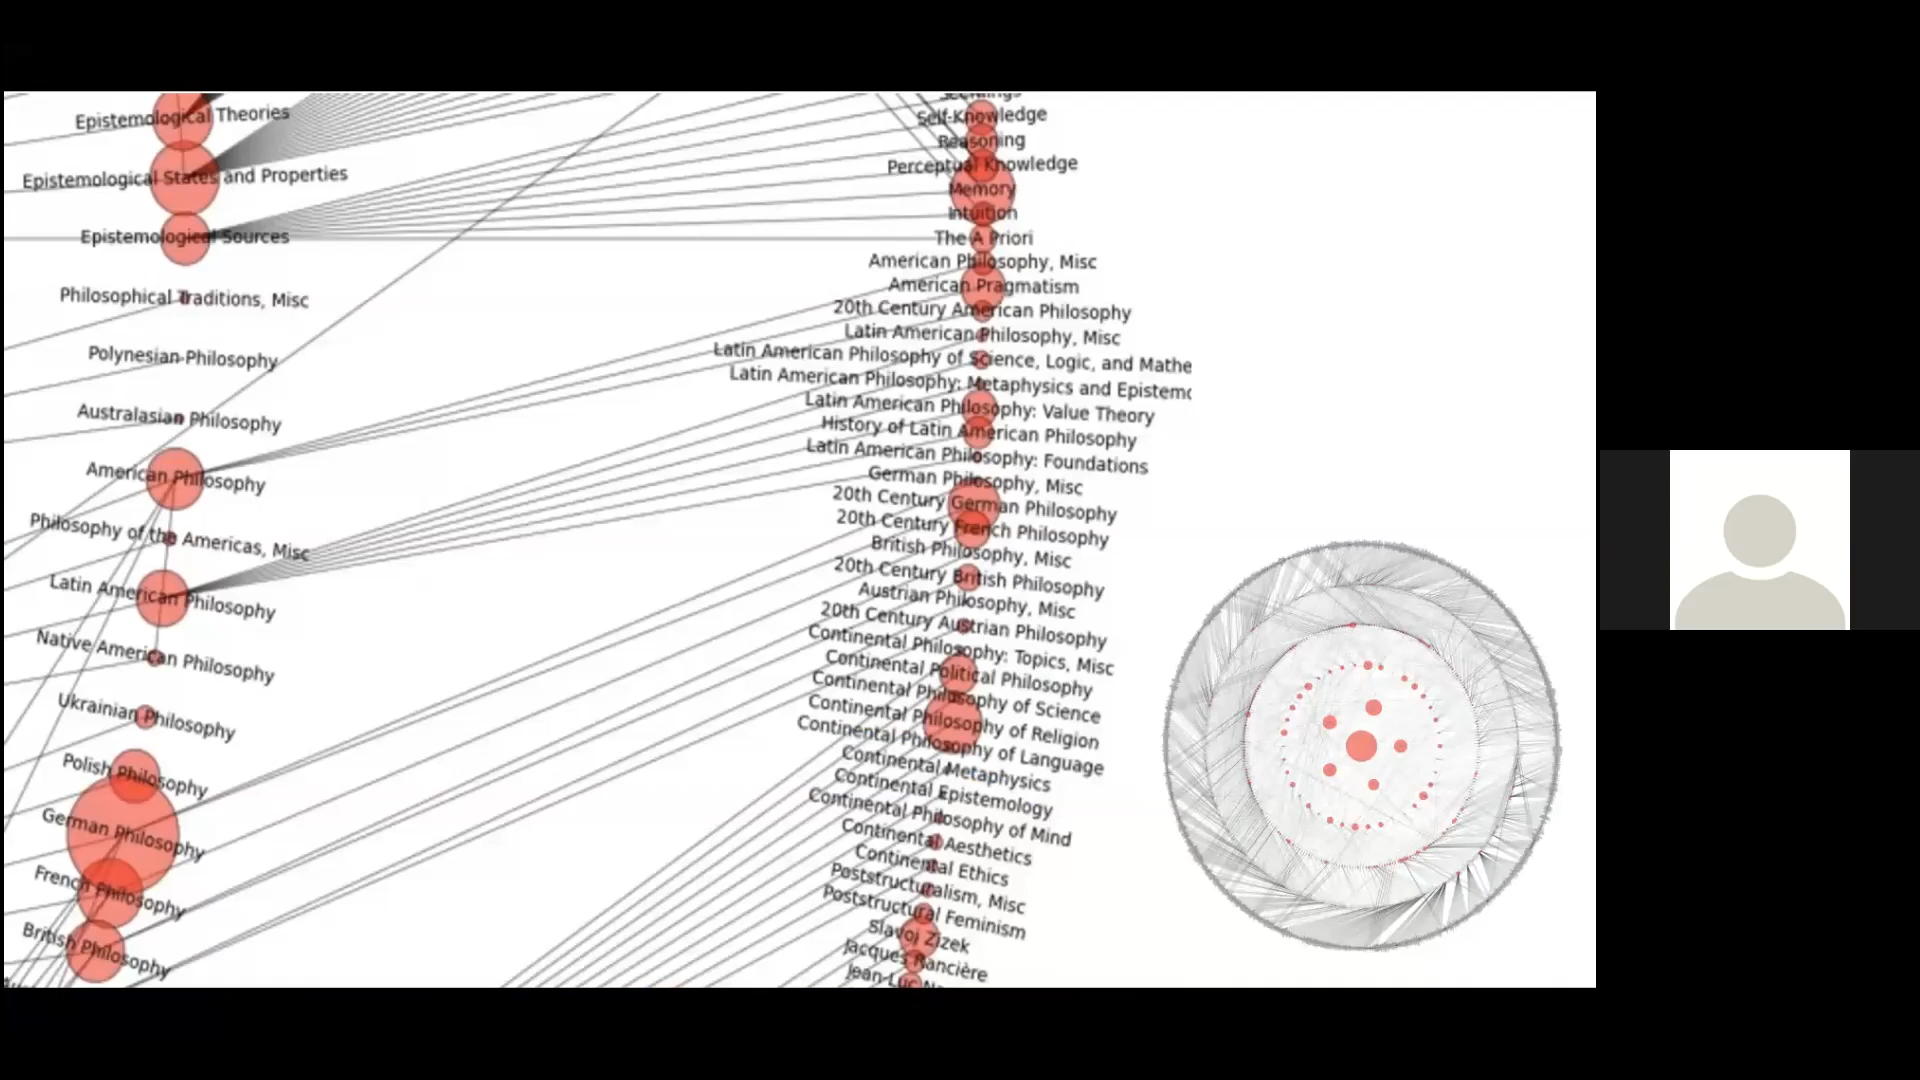 Epistemological Theories
Epistemological States and Properties
Epistemological Sources
Philosophical Traditions, Misc
Polynesian Philosophy
Australasian Philosophy
American Philosophy
Philosophy of the Americas, Misc
Latin American Philosophy
Native American Philosophy
Ukrainian Philosophy
Polish Philosophy
German Philosophy
French Philosophy
British Philosophy
Self-Knowledge
Reasoning
Perceptual Knowledge
Memory
Intuition
The A Priori
American Philosophy, Misc
American Pragmatism
20th Century American Philosophy
Latin American Philosophy, Misc
Latin American Philosophy of Science, Logic, and Mathe
Latin American Philosophy: Metaphysics and Epistemo
Latin American Philosophy: Value Theory
History of Latin American Philosophy
Latin American Philosophy: Foundations
German Philosophy, Misc
20th Century German Philosophy
20th Century French Philosophy
British Philosophy, Misc
20th Century British Philosophy
Austrian Philosophy, Misc
20th Century Austrian Philosophy
Continental Philosophy: Topics, Misc
Continental Political Philosophy
Continental Philosophy of Science
Continental Philosophy of Religion
Continental Philosophy of Language
Continental Metaphysics
Continental Epistemology
Continental Philosophy of Mind
Continental Aesthetics
Continental Ethics
Poststructuralism, Misc
Poststructural Feminism
Slavoj Zizek
Jacques Rancière
Jean-Luc